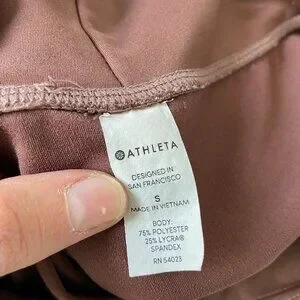 ATHLETA
DESIGNED IN
SAN FRANCISCO
S
MADE IN VIETNAM
BODY:
75% POLYESTER
25% LYCRA®
SPANDEX
RN 54023